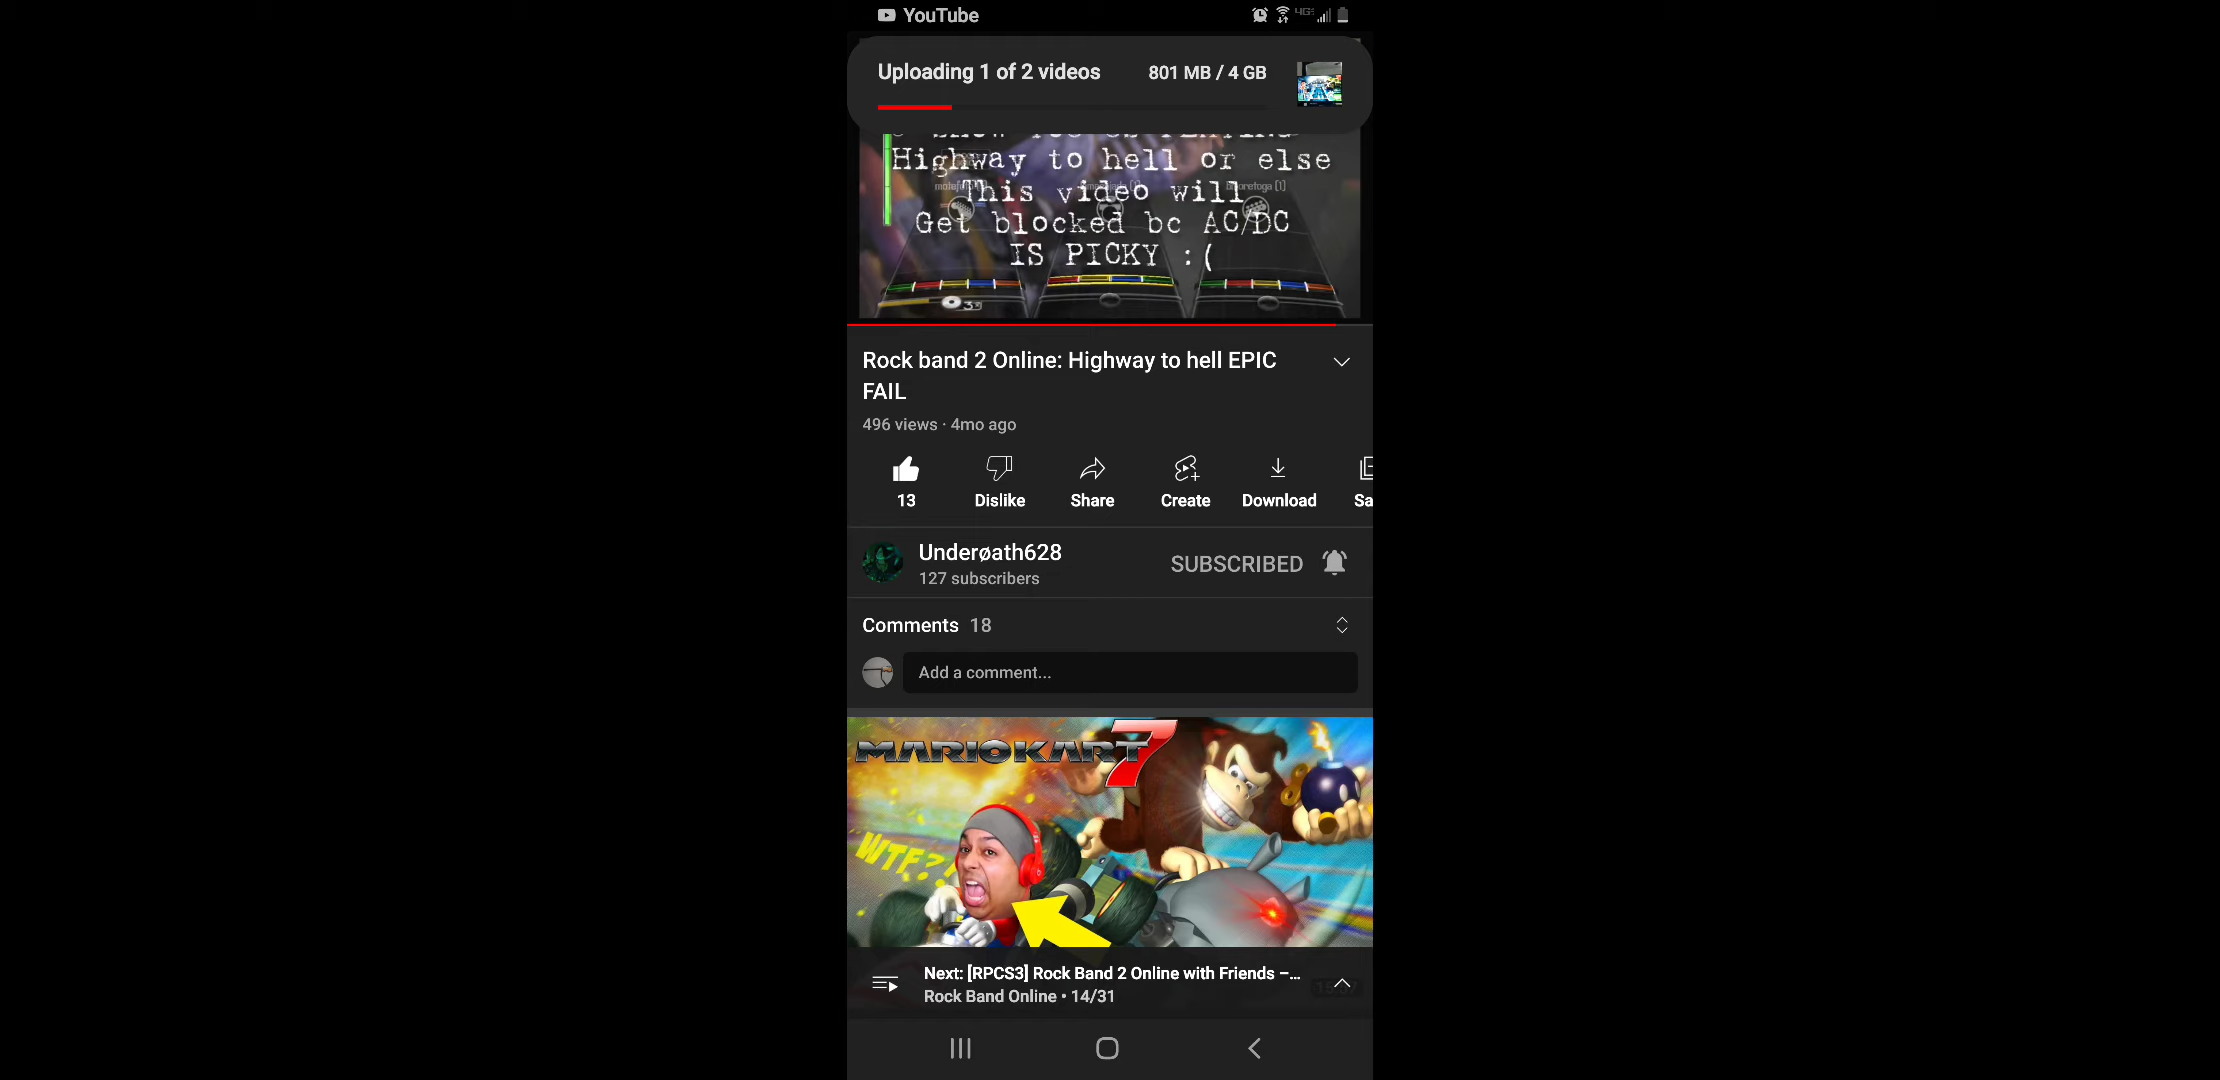 YouTube
4G
Uploading 1 of 2 videos
801 MB / 4 GB
Highway to hell or else
This video will
Get blocked bc AC/DC
IS PICKY :(
Rock band 2 Online: Highway to hell EPIC
FAIL
496 views · 4mo ago
13
Dislike
Share
Create
Download
Sa
Underøath628
127 subscribers
SUBSCRIBED
Comments 18
Add a comment...
MARIOKART 7
WTF?!
Next: [RPCS3] Rock Band 2 Online with Friends –...
Rock Band Online • 14/31